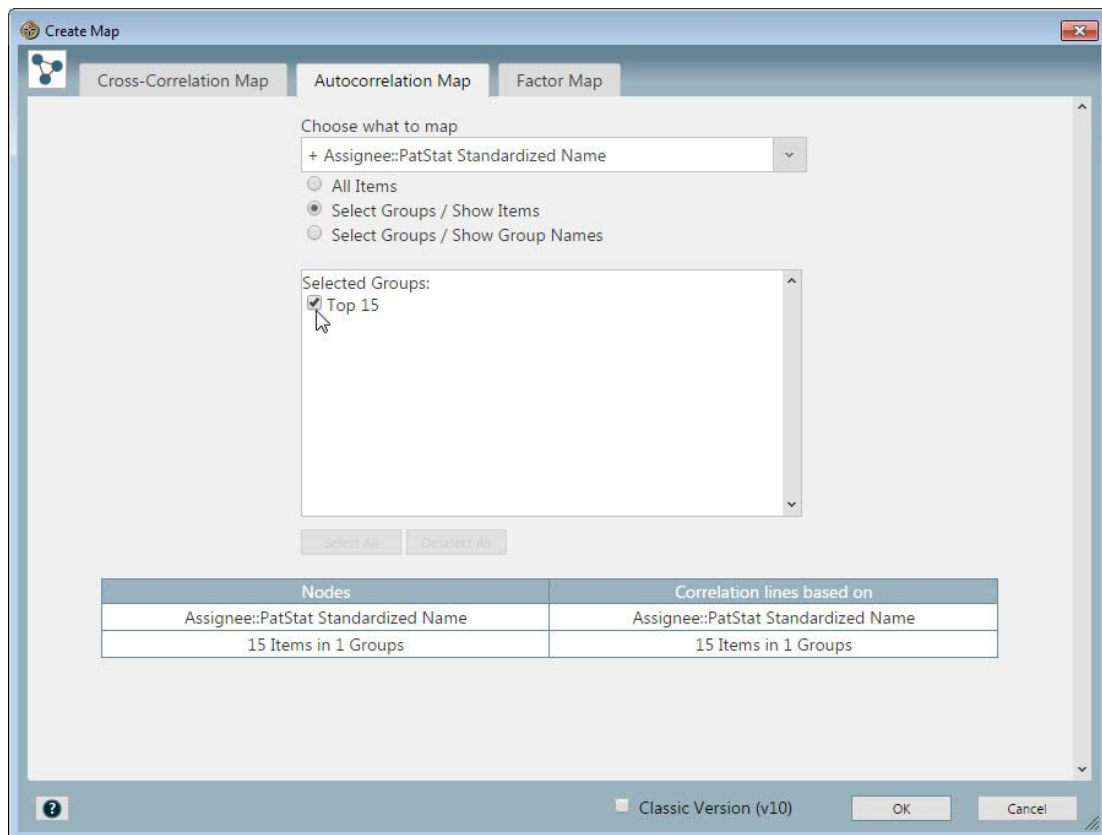 Create Map
Cross-Correlation Map Autocorrelation Map Factor Map
Choose what to map
+ Assignee::PatStat Standardized Name
All Items
Select Groups / Show Items
Select Groups / Show Group Names
Selected Groups:
Top 15
Select All Deselect All
Nodes Correlation lines based on
Assignee::PatStat Standardized Name Assignee::PatStat Standardized Name
15 Items in 1 Groups 15 Items in 1 Groups
? Classic Version (v10) OK Cancel